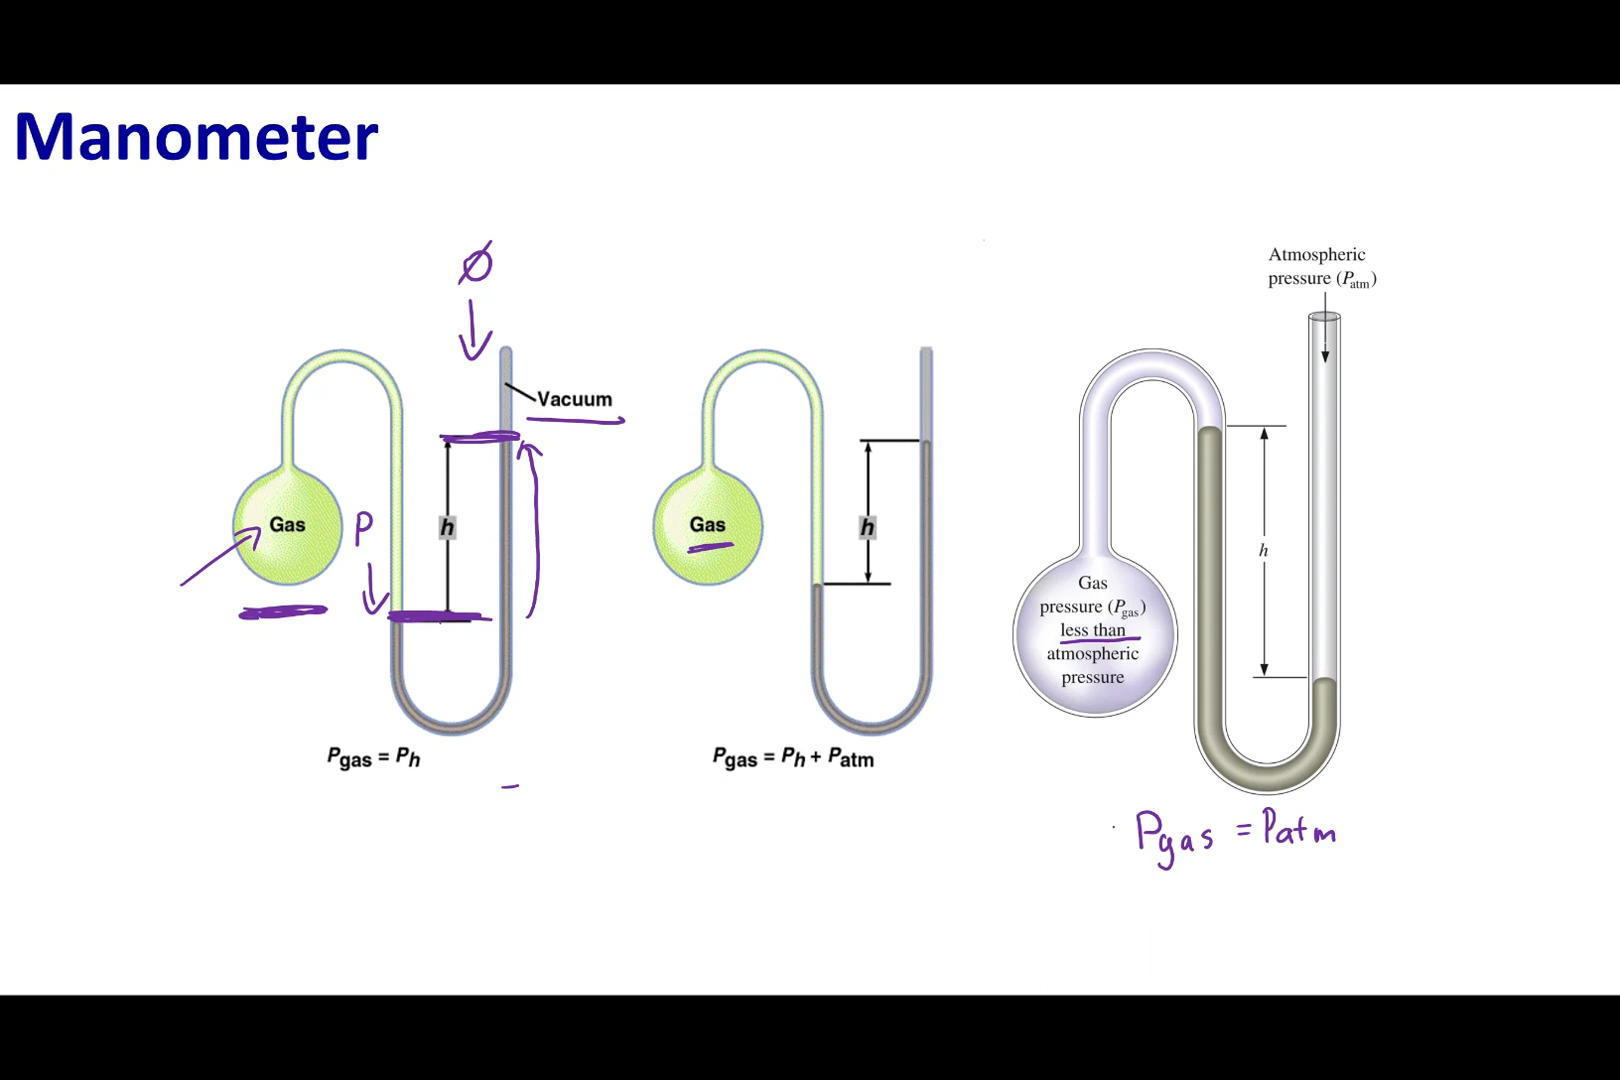 Manometer
Ø
Vacuum
Gas
P
h
Pgas = Ph
Gas
h
Pgas = Ph + Patm
Atmospheric
pressure (Patm)
h
Gas
pressure (Pgas)
less than
atmospheric
pressure
Pgas = Patm